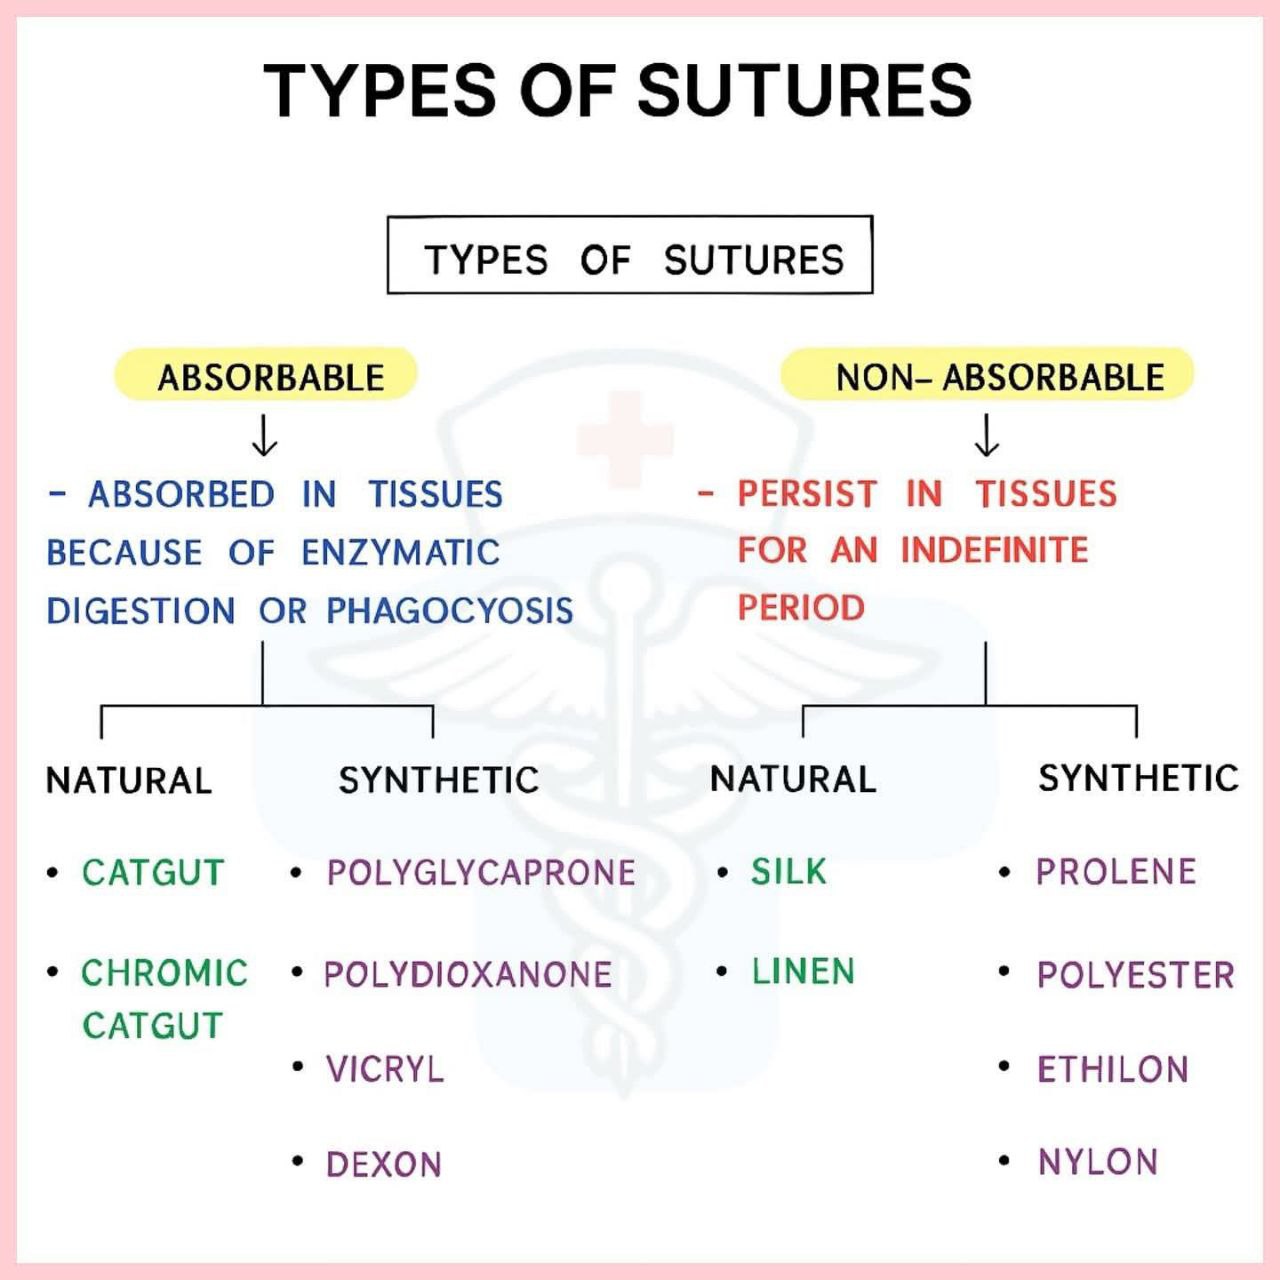 TYPES OF SUTURES
TYPES OF SUTURES
ABSORBABLE
- ABSORBED IN TISSUES
BECAUSE OF ENZYMATIC
DIGESTION OR PHAGOCYOSIS
NATURAL
• CATGUT
• CHROMIC
CATGUT
SYNTHETIC
• POLYGLYCAPRONE
• POLYDIOXANONE
• VICRYL
• DEXON
NON-ABSORBABLE
- PERSIST IN TISSUES
FOR AN INDEFINITE
PERIOD
NATURAL
• SILK
• LINEN
SYNTHETIC
• PROLENE
• POLYESTER
• ETHILON
• NYLON